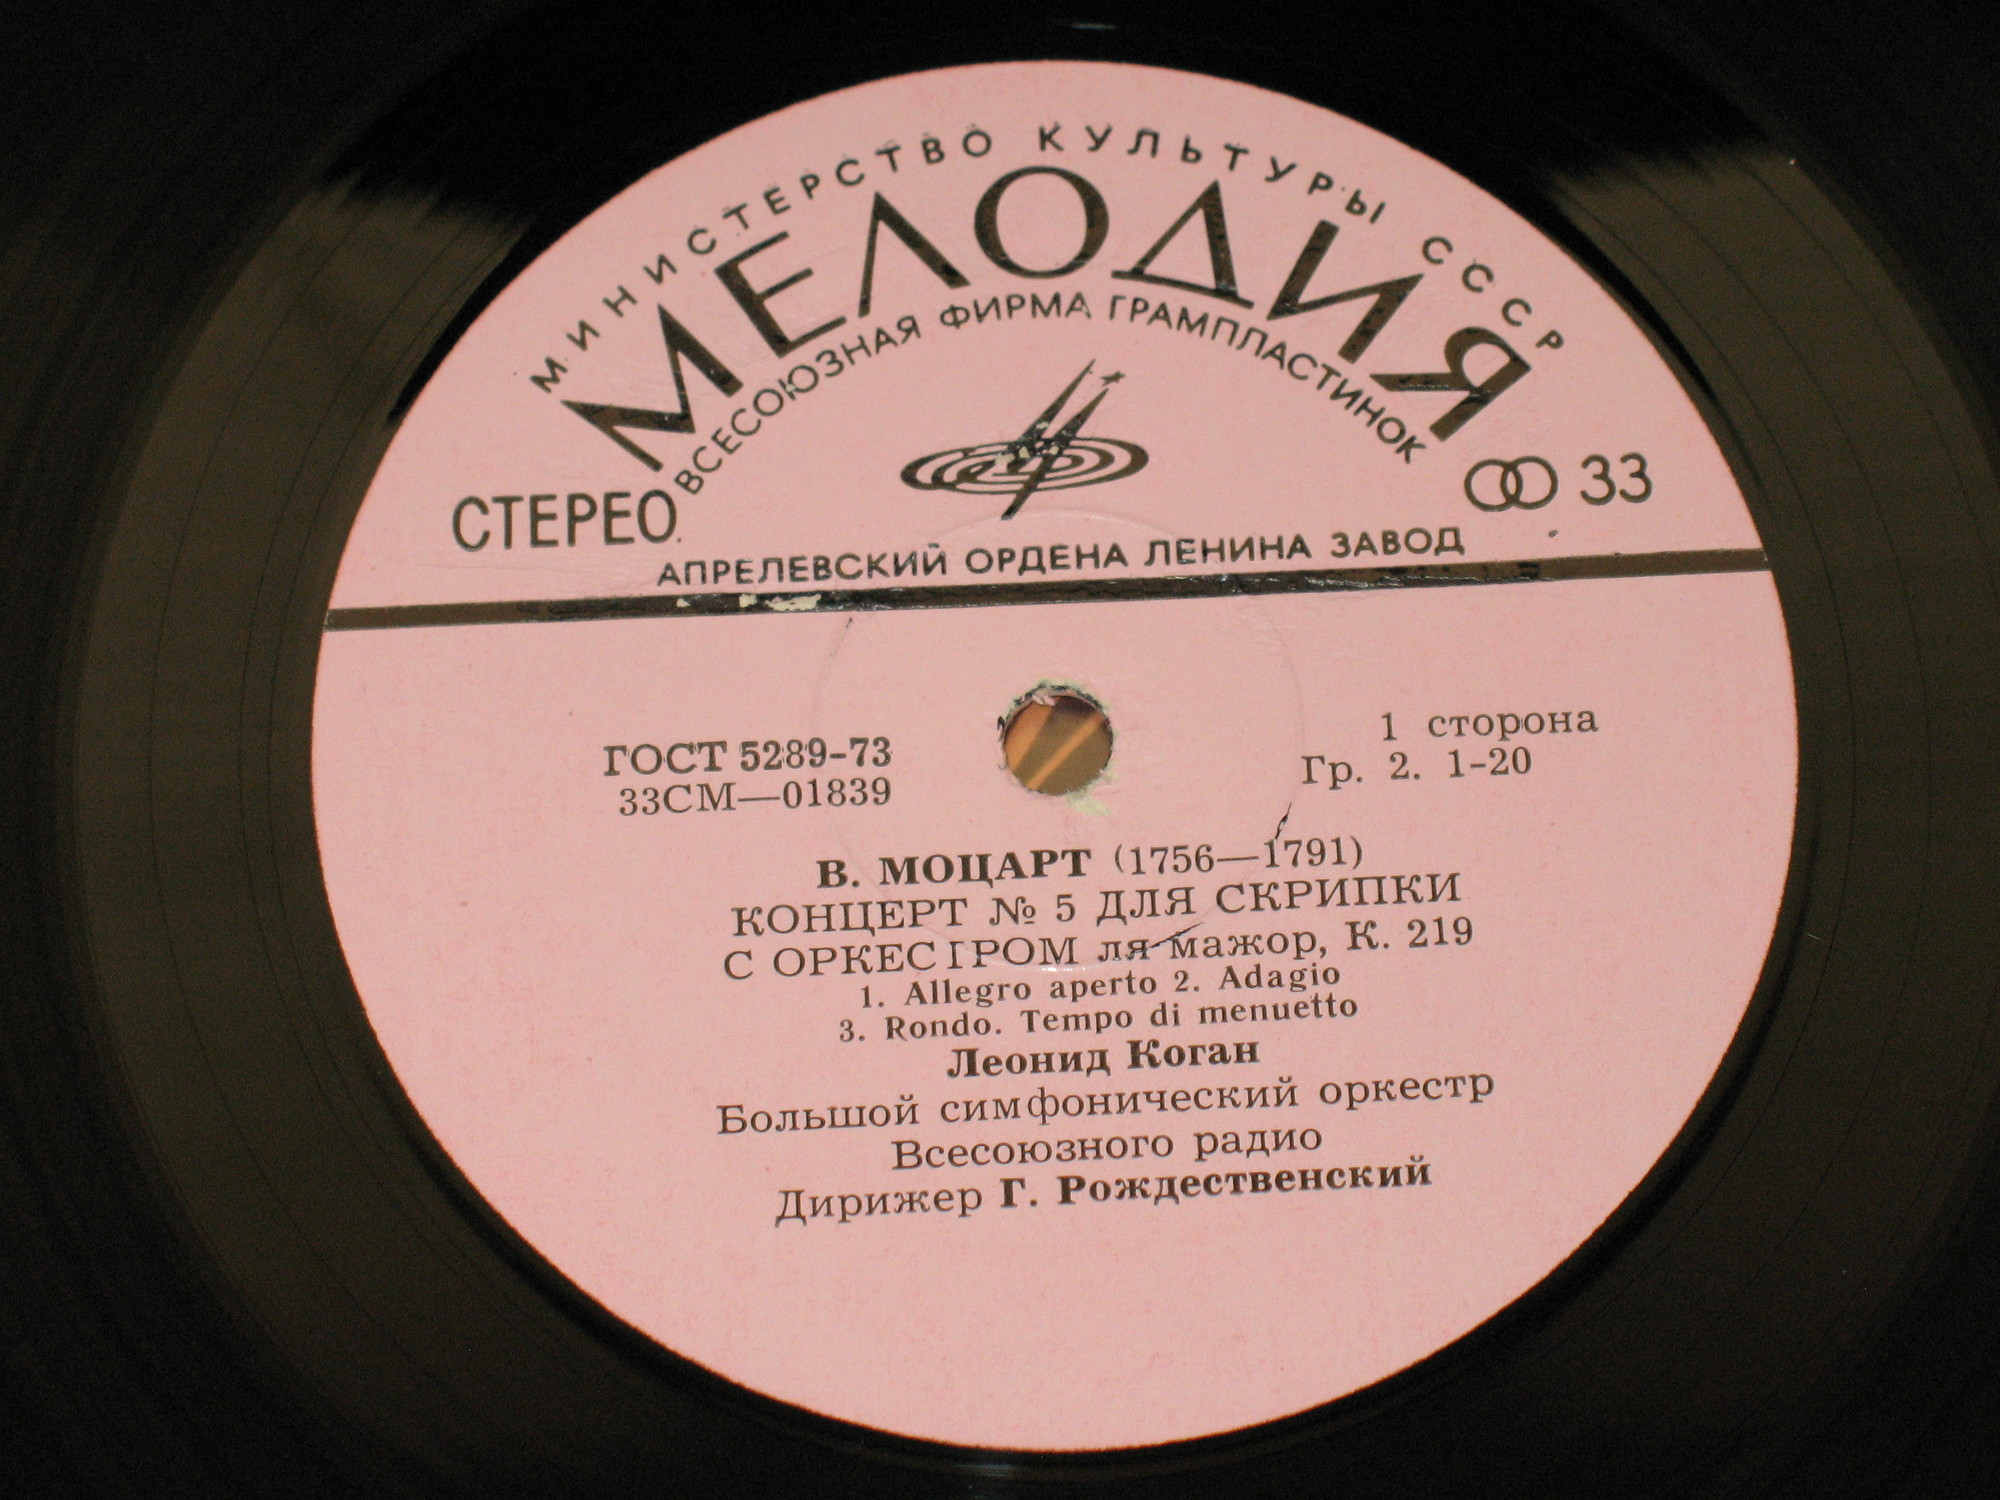 МИНИСТЕРСТВО КУЛЬТУРЫ СССР
МЕЛОДИЯ
ВСЕСОЮЗНАЯ ФИРМА ГРАМПЛАСТИНОК
СТЕРЕО
33
АПРЕЛЕВСКИЙ ОРДЕНА ЛЕНИНА ЗАВОД
ГОСТ 5289-73
33СМ—01839
1 сторона
Гр. 2. 1-20
В. МОЦАРТ (1756—1791)
КОНЦЕРТ № 5 ДЛЯ СКРИПКИ
С ОРКЕСТРОМ ля мажор, К. 219
1. Allegro aperto 2. Adagio
3. Rondo. Tempo di menuetto
Леонид Коган
Большой симфонический оркестр
Всесоюзного радио
Дирижер Г. Рождественский